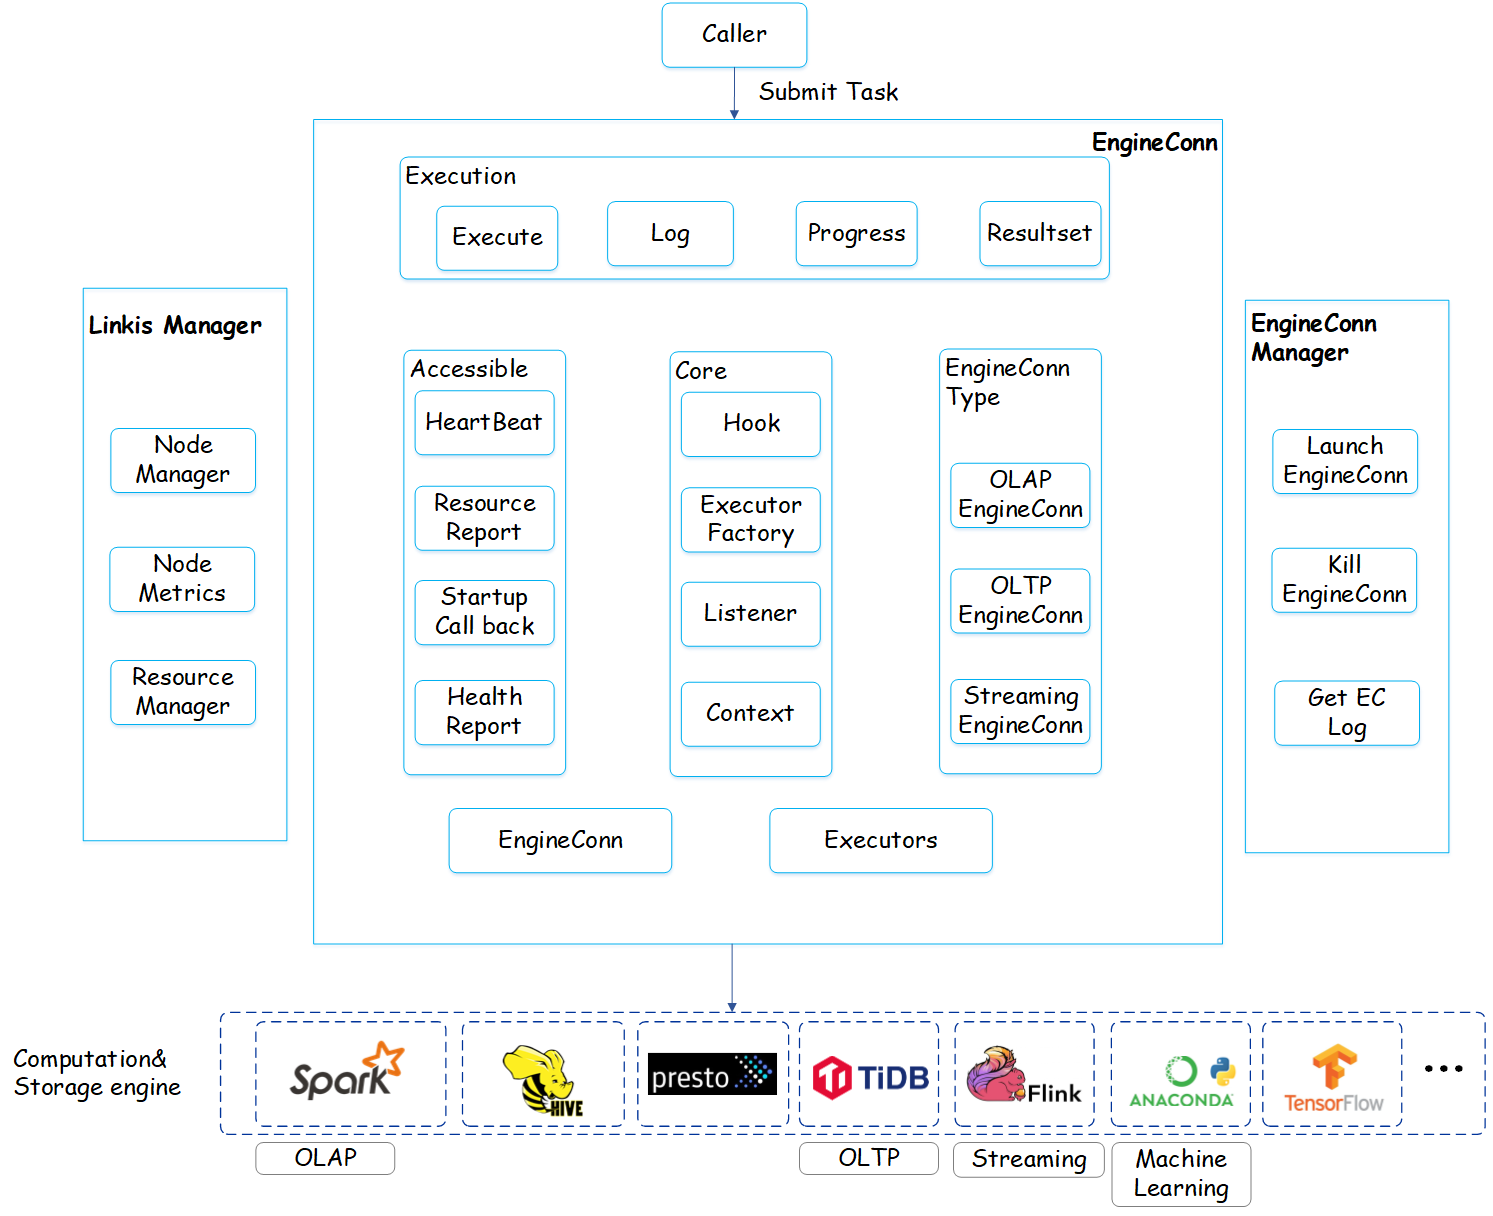 Caller
Submit Task
EngineConn
Execution
Execute
Log
Progress
Resultset
Linkis Manager
Node
Manager
Node
Metrics
Resource
Manager
Accessible
HeartBeat
Resource
Report
Startup
Call back
Health
Report
Core
Hook
Executor
Factory
Listener
Context
EngineConn
Type
OLAP
EngineConn
OLTP
EngineConn
Streaming
EngineConn
EngineConn
Manager
Launch
EngineConn
Kill
EngineConn
Get EC
Log
EngineConn
Executors
Computation&
Storage engine
Spark
HIVE
presto
TiDB
Flink
ANACONDA
TensorFlow
...
OLAP
OLTP
Streaming
Machine
Learning